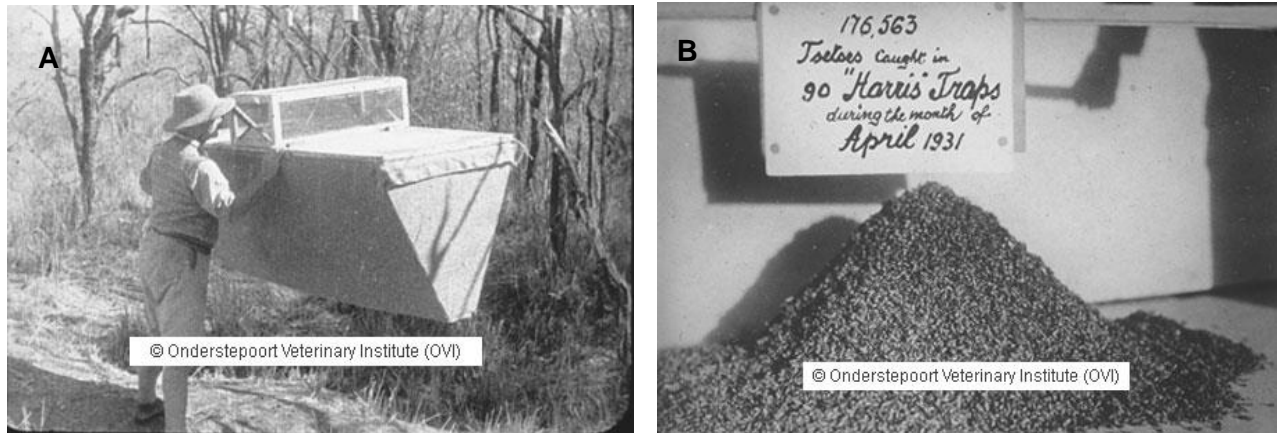 A
© Onderstepoort Veterinary Institute (OVI)
B
176,563
Tsetses caught in
90 "Harris" Traps
during the month of
April 1931
© Onderstepoort Veterinary Institute (OVI)